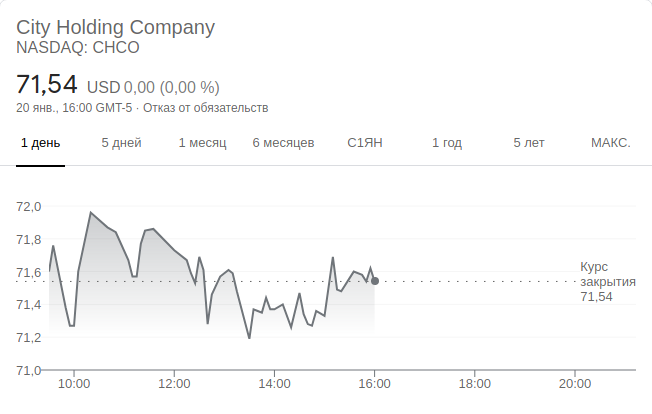 City Holding Company
NASDAQ: CHCO
71,54 USD 0,00 (0,00 %)
20 янв., 16:00 GMT-5 · Отказ от обязательств
1 день 5 дней 1 месяц 6 месяцев С1ЯН 1 год 5 лет МАКС.
72,0
71,8
71,6
71,4
71,2
71,0
Курс
закрытия
71,54
10:00 12:00 14:00 16:00 18:00 20:00